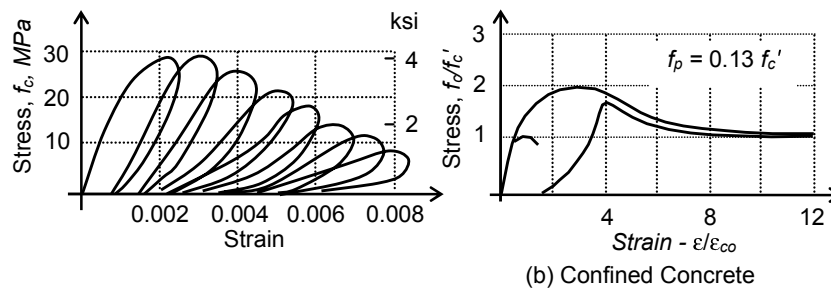 ksi
Stress, f_c, MPa
30
20
10
4
2
0.002
0.004
0.006
0.008
Strain
Stress, f_c/f_c'
3
2
1
0
f_p = 0.13 f_c'
4
8
12
Strain - ε/ε_co
(b) Confined Concrete